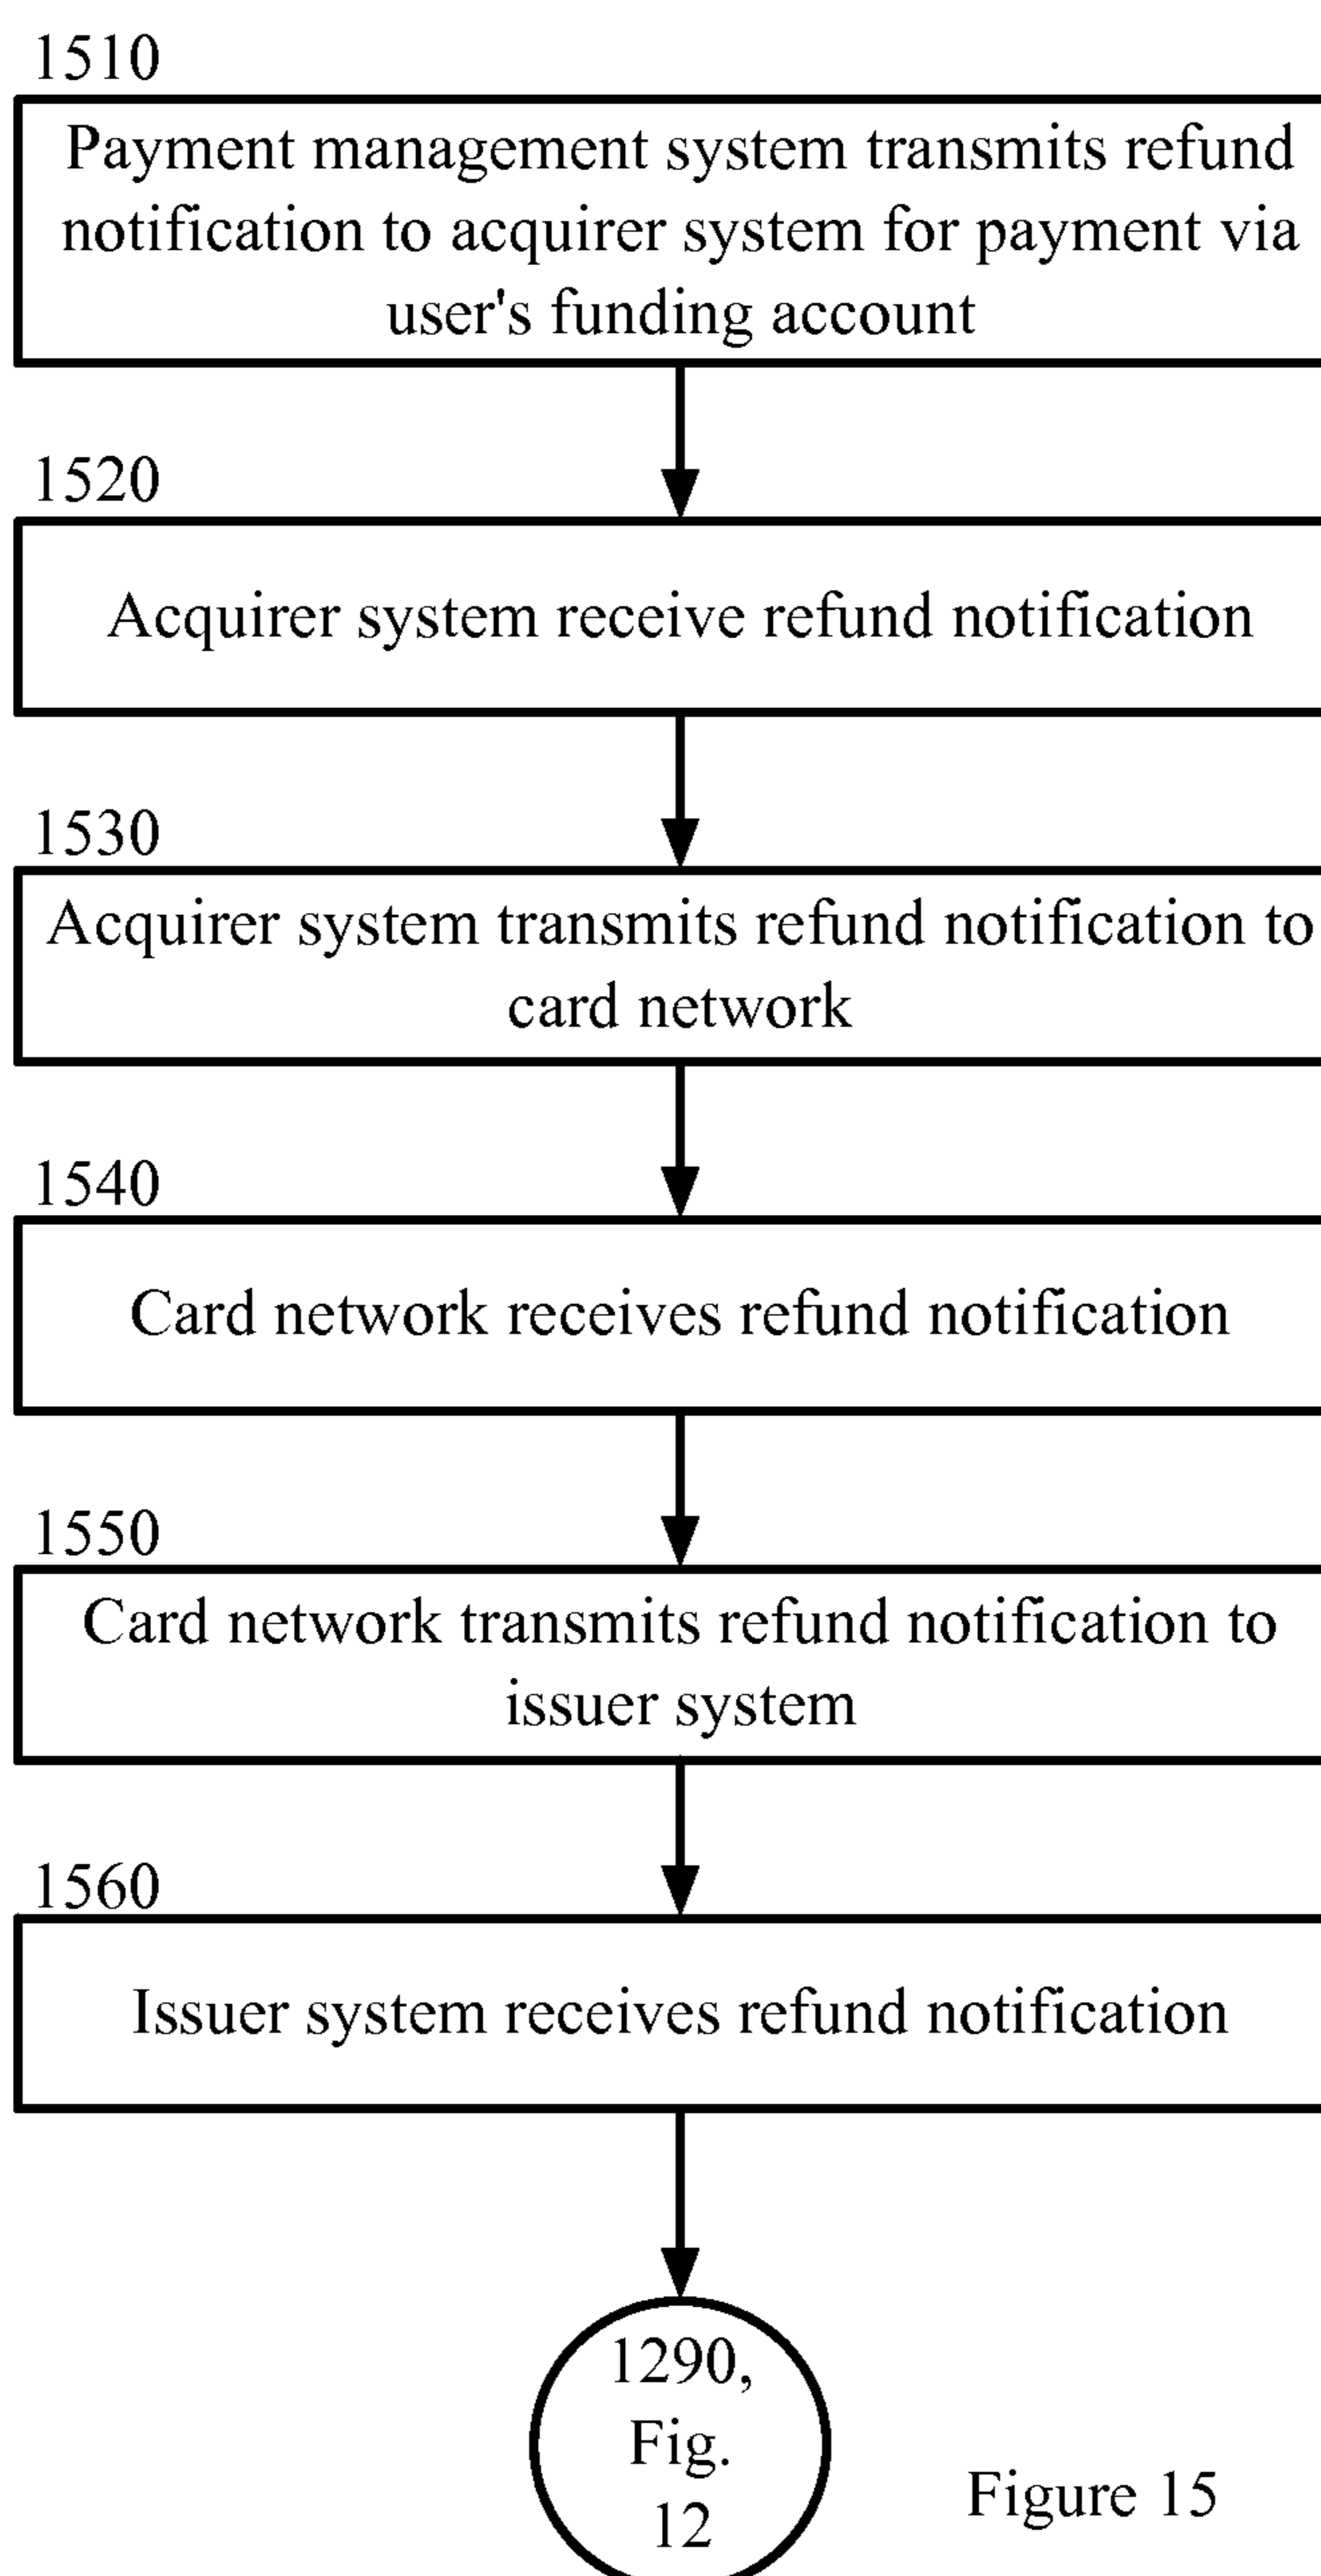 1510
Payment management system transmits refund
notification to acquirer system for payment via
user's funding account
1520
Acquirer system receive refund notification
1530
Acquirer system transmits refund notification to
card network
1540
Card network receives refund notification
1550
Card network transmits refund notification to
issuer system
1560
Issuer system receives refund notification
1290,
Fig.
12
Figure 15